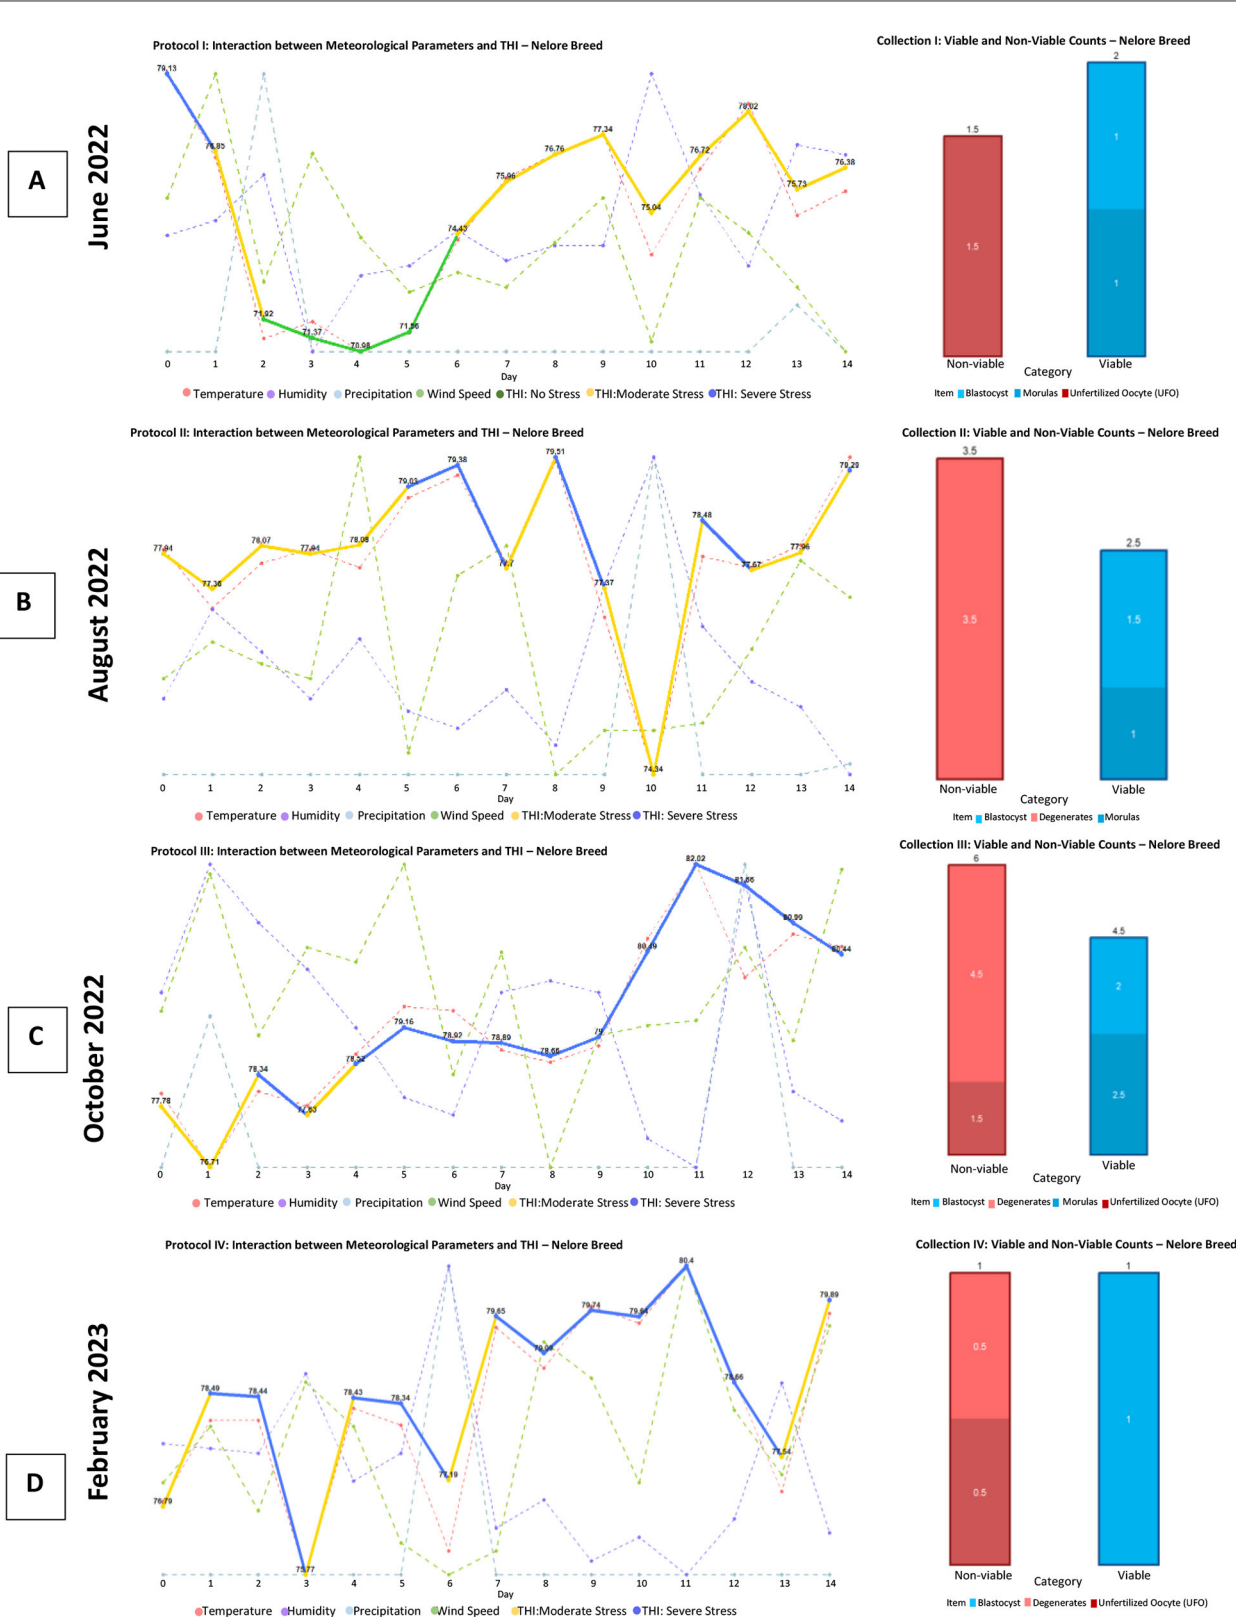 Protocol I: Interaction between Meteorological Parameters and THI – Nelore Breed
79.13
76.85
71.92
71.37
70.98
71.56
74.43
75.96
76.76
77.34
75.04
76.72
78.02
75.73
76.38
0 1 2 3 4 5 6 7 8 9 10 11 12 13 14
Day
Temperature Humidity Precipitation Wind Speed THI: No Stress THI:Moderate Stress THI: Severe Stress
A
June 2022
Collection I: Viable and Non-Viable Counts – Nelore Breed
1.5
1.5
2
1
1
Non-viable Viable
Category
Item Blastocyst Morulas Unfertilized Oocyte (UFO)
Protocol II: Interaction between Meteorological Parameters and THI – Nelore Breed
77.94
77.36
78.07
77.94
78.08
79.03
79.38
77.7
79.51
77.37
74.34
78.48
77.67
77.96
79.29
0 1 2 3 4 5 6 7 8 9 10 11 12 13 14
Day
Temperature Humidity Precipitation Wind Speed THI:Moderate Stress THI: Severe Stress
B
August 2022
Collection II: Viable and Non-Viable Counts – Nelore Breed
3.5
3.5
2.5
1.5
1
Non-viable Viable
Category
Item Blastocyst Degenerates Morulas
Protocol III: Interaction between Meteorological Parameters and THI – Nelore Breed
77.78
76.71
78.34
77.63
78.52
79.16
78.92
78.89
78.66
79
80.49
82.02
81.66
80.99
80.44
0 1 2 3 4 5 6 7 8 9 10 11 12 13 14
Day
Temperature Humidity Precipitation Wind Speed THI:Moderate Stress THI: Severe Stress
C
October 2022
Collection III: Viable and Non-Viable Counts – Nelore Breed
6
4.5
1.5
4.5
2
2.5
Non-viable Viable
Category
Item Blastocyst Degenerates Morulas Unfertilized Oocyte (UFO)
Protocol IV: Interaction between Meteorological Parameters and THI – Nelore Breed
76.79
78.49
78.44
75.77
78.43
78.34
77.19
79.65
79.09
79.74
79.64
80.4
78.66
77.54
79.89
0 1 2 3 4 5 6 7 8 9 10 11 12 13 14
Day
Temperature Humidity Precipitation Wind Speed THI:Moderate Stress THI: Severe Stress
D
February 2023
Collection IV: Viable and Non-Viable Counts – Nelore Breed
1
0.5
0.5
1
1
Non-viable Viable
Category
Item Blastocyst Degenerates Unfertilized Oocyte (UFO)